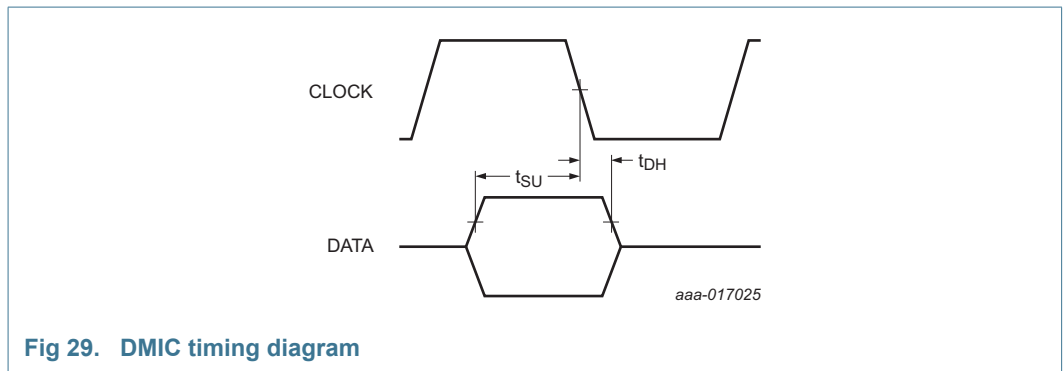 CLOCK
tDH
tSU
DATA
aaa-017025
Fig 29. DMIC timing diagram